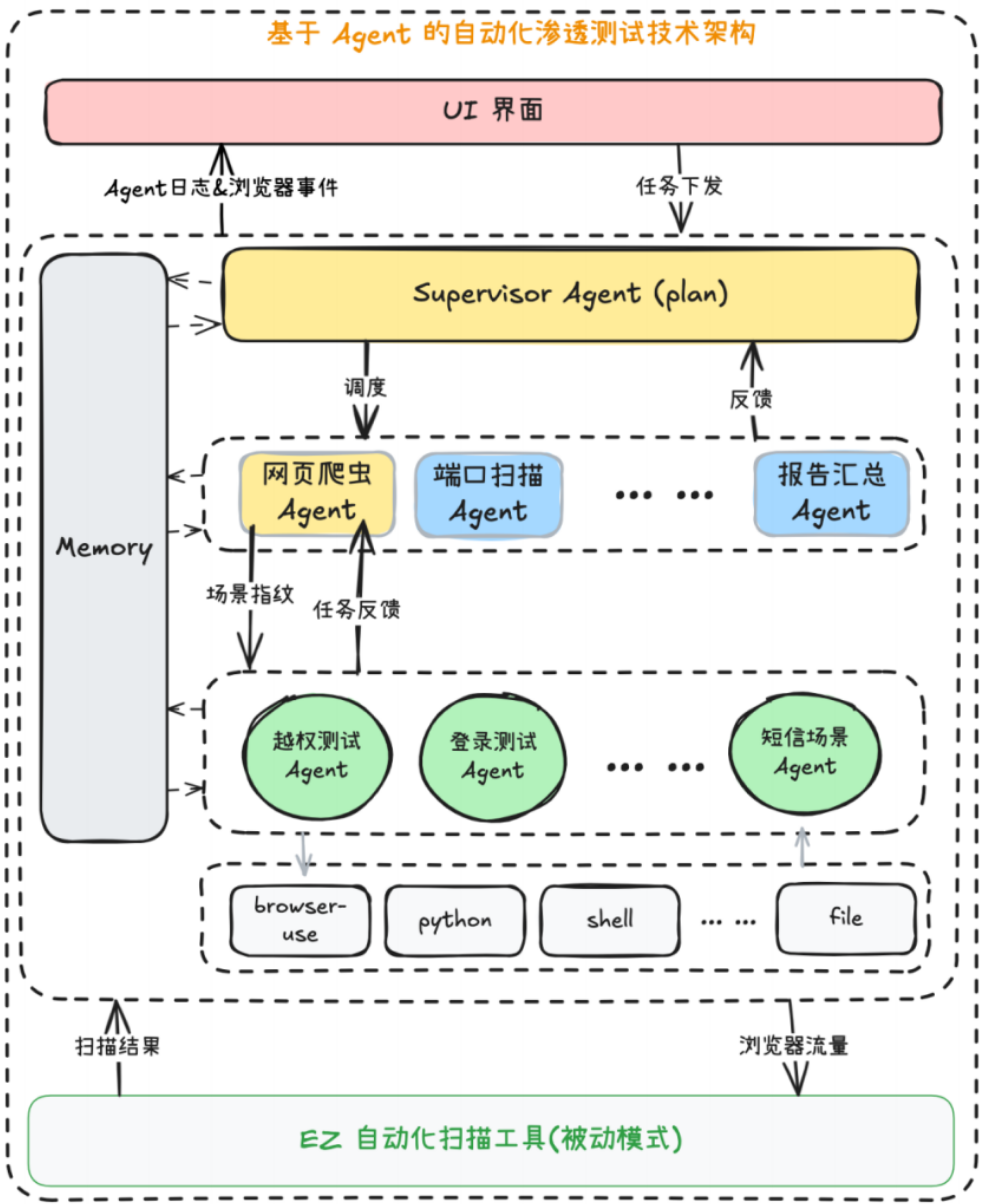 基于 Agent 的自动化渗透测试技术架构
UI 界面
Agent日志&浏览器事件
任务下发
Supervisor Agent (plan)
调度
反馈
Memory
网页爬虫
Agent
端口扫描
Agent
... ...
报告汇总
Agent
场景指纹
任务反馈
越权测试
Agent
登录测试
Agent
... ...
短信场景
Agent
browser-
use
python
shell
... ...
file
扫描结果
浏览器流量
EZ 自动化扫描工具(被动模式)